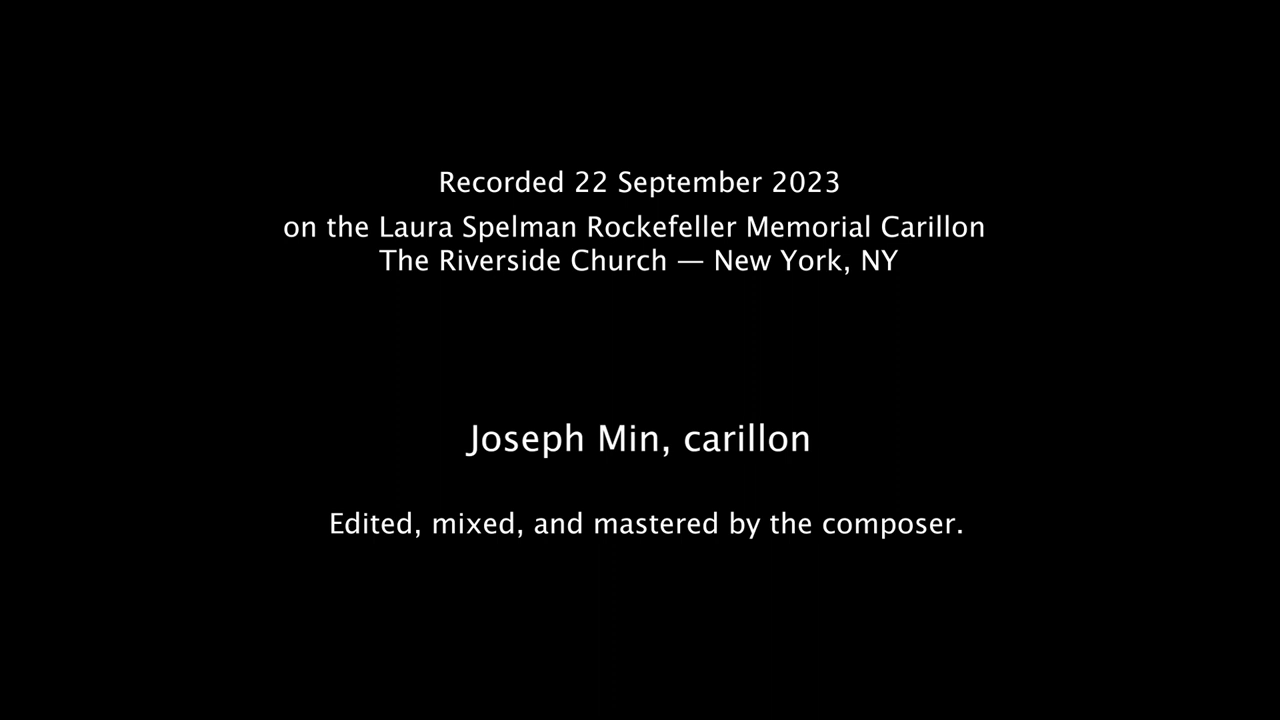 Recorded 22 September 2023
on the Laura Spelman Rockefeller Memorial Carillon
The Riverside Church — New York, NY
Joseph Min, carillon
Edited, mixed, and mastered by the composer.